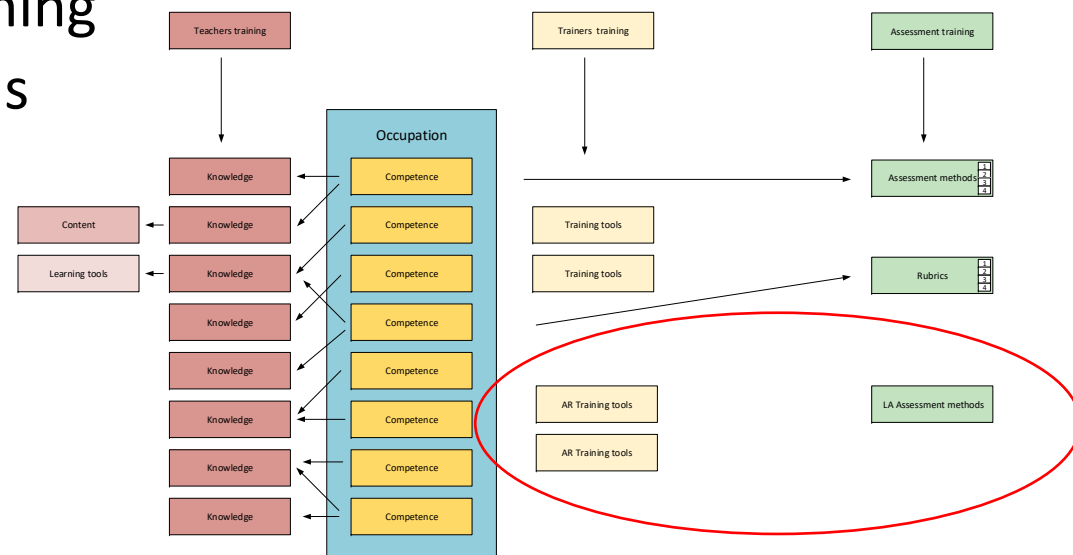 ning
s
Teachers training
Trainers training
Assessment training
Occupation
Knowledge
Competence
Assessment methods
1
2
3
4
Content
Knowledge
Competence
Training tools
Learning tools
Knowledge
Competence
Training tools
Rubrics
1
2
3
4
Knowledge
Competence
Knowledge
Competence
Knowledge
Competence
AR Training tools
LA Assessment methods
Knowledge
Competence
AR Training tools
Knowledge
Competence